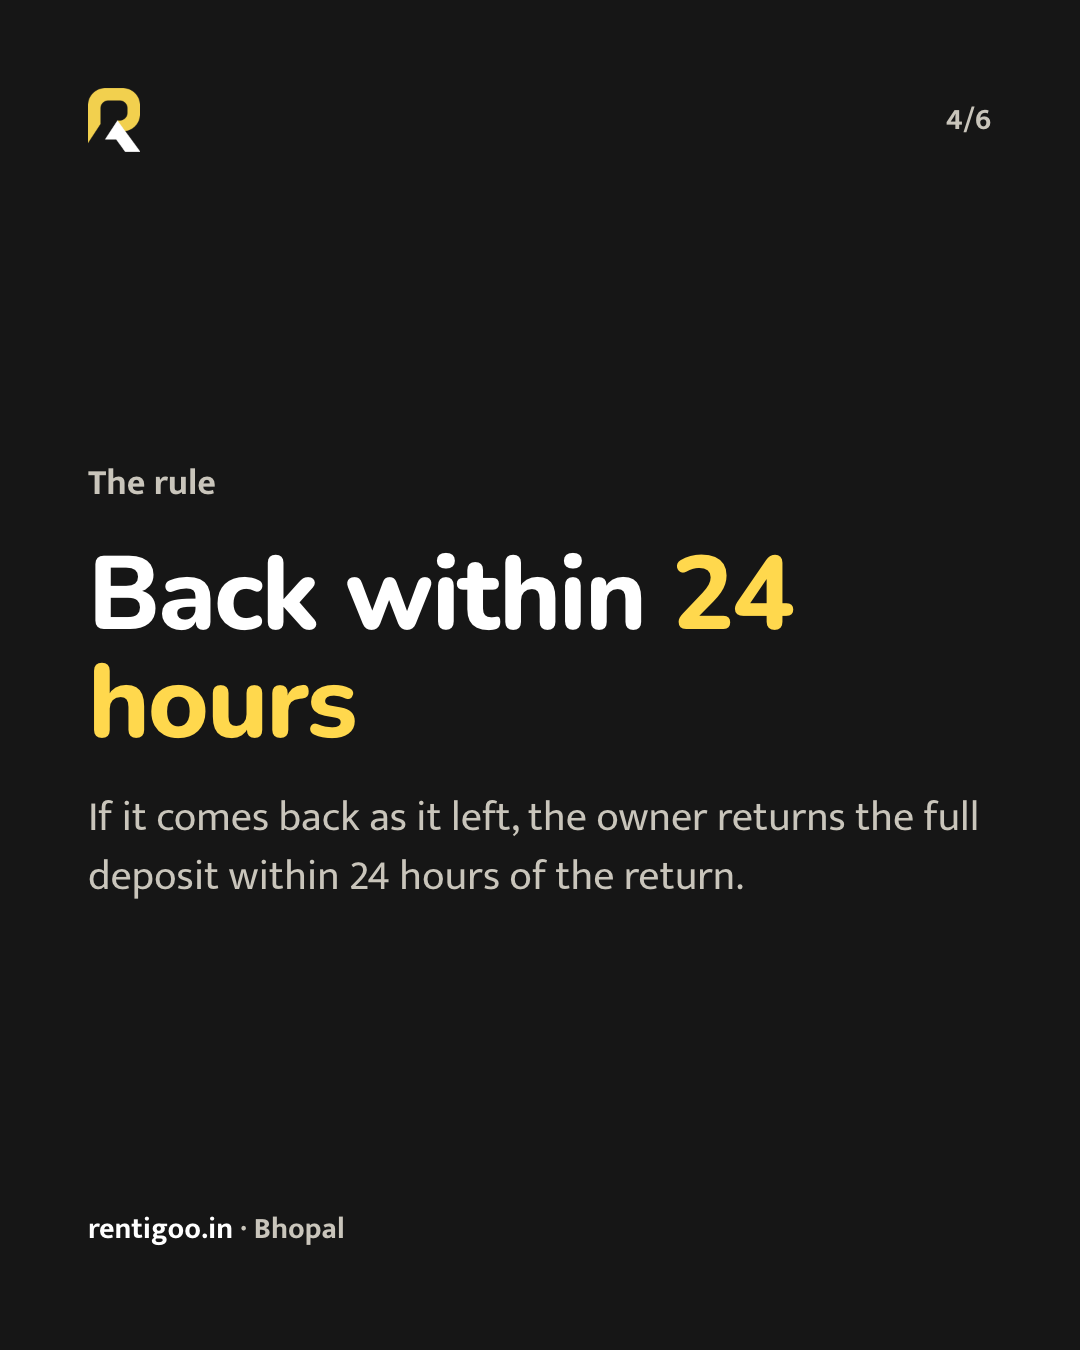 4/6
The rule
Back within 24
hours
If it comes back as it left, the owner returns the full
deposit within 24 hours of the return.
rentigoo.in · Bhopal